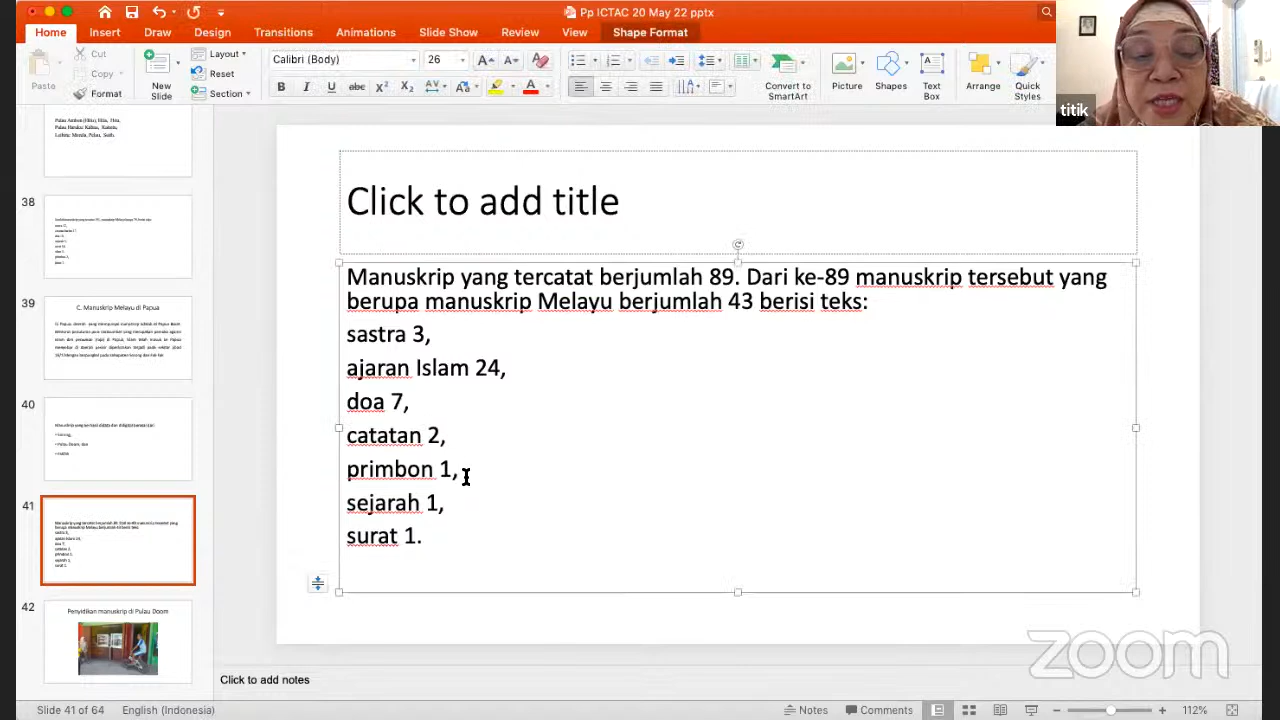 Pp ICTAC 20 May 22 pptx
Home Insert Draw Design Transitions Animations Slide Show Review View Shape Format
Paste
Cut
Copy
Format
New Slide
Layout
Reset
Section
Calibri (Body) 26
Convert to SmartArt
Picture
Shapes
Text Box
Arrange
Quick Styles
titik
38
39
C. Manuskrip Melayu di Papua
40
41
42
Penyidikan manuskrip di Pulau Doom
Click to add title
Manuskrip yang tercatat berjumlah 89. Dari ke-89 manuskrip tersebut yang
berupa manuskrip Melayu berjumlah 43 berisi teks:
sastra 3,
ajaran Islam 24,
doa 7,
catatan 2,
primbon 1,
sejarah 1,
surat 1.
zoom
Click to add notes
Slide 41 of 64 English (Indonesia) Notes Comments 112%